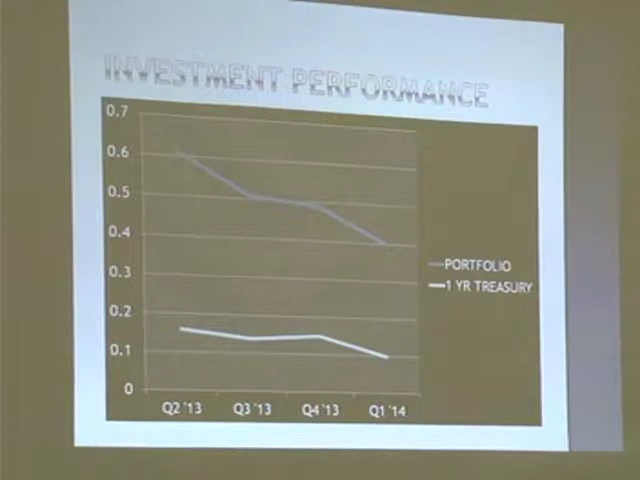 INVESTMENT PERFORMANCE
0.7
0.6
0.5
0.4
0.3
0.2
0.1
0
Q2 '13 Q3 '13 Q4 '13 Q1 '14
PORTFOLIO
1 YR TREASURY